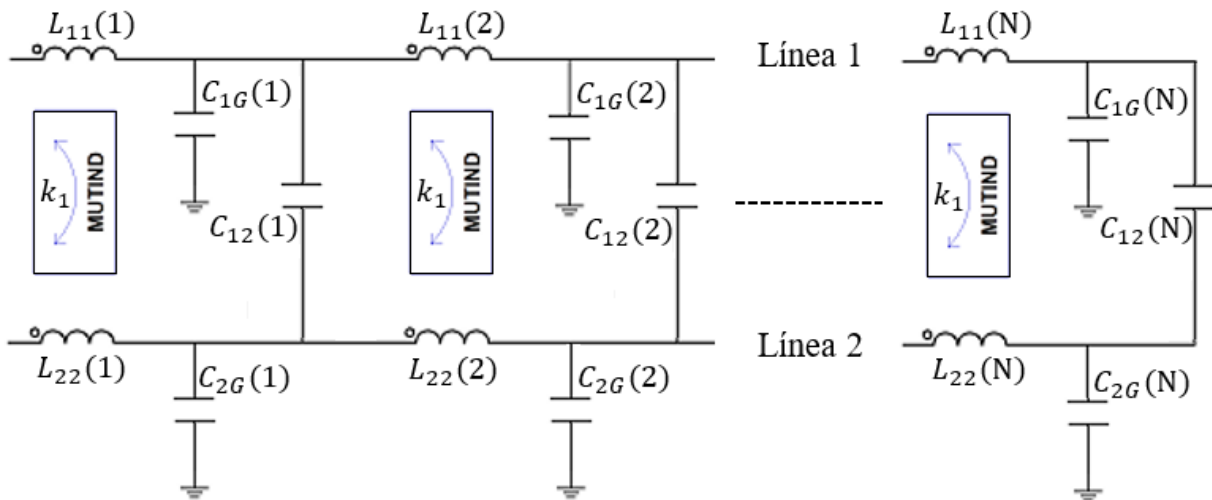 L₁₁(1)
L₁₁(2)
Línea 1
L₁₁(N)
C₁G(1)
C₁G(2)
C₁G(N)
k₁
MUTIND
k₁
MUTIND
k₁
MUTIND
C₁₂(1)
C₁₂(2)
C₁₂(N)
Línea 2
L₂₂(1)
C₂G(1)
L₂₂(2)
C₂G(2)
L₂₂(N)
C₂G(N)